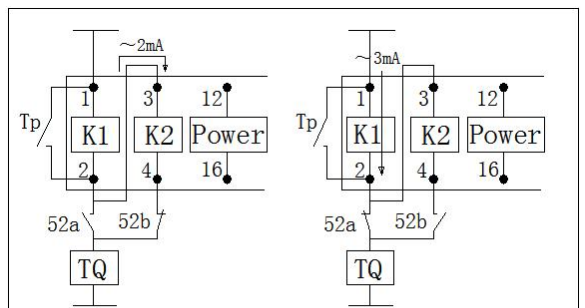 ~2mA
1 3 12
Tp K1 K2 Power
2 4 16
52a 52b
TQ
~3mA
1 3 12
Tp K1 K2 Power
2 4 16
52a 52b
TQ